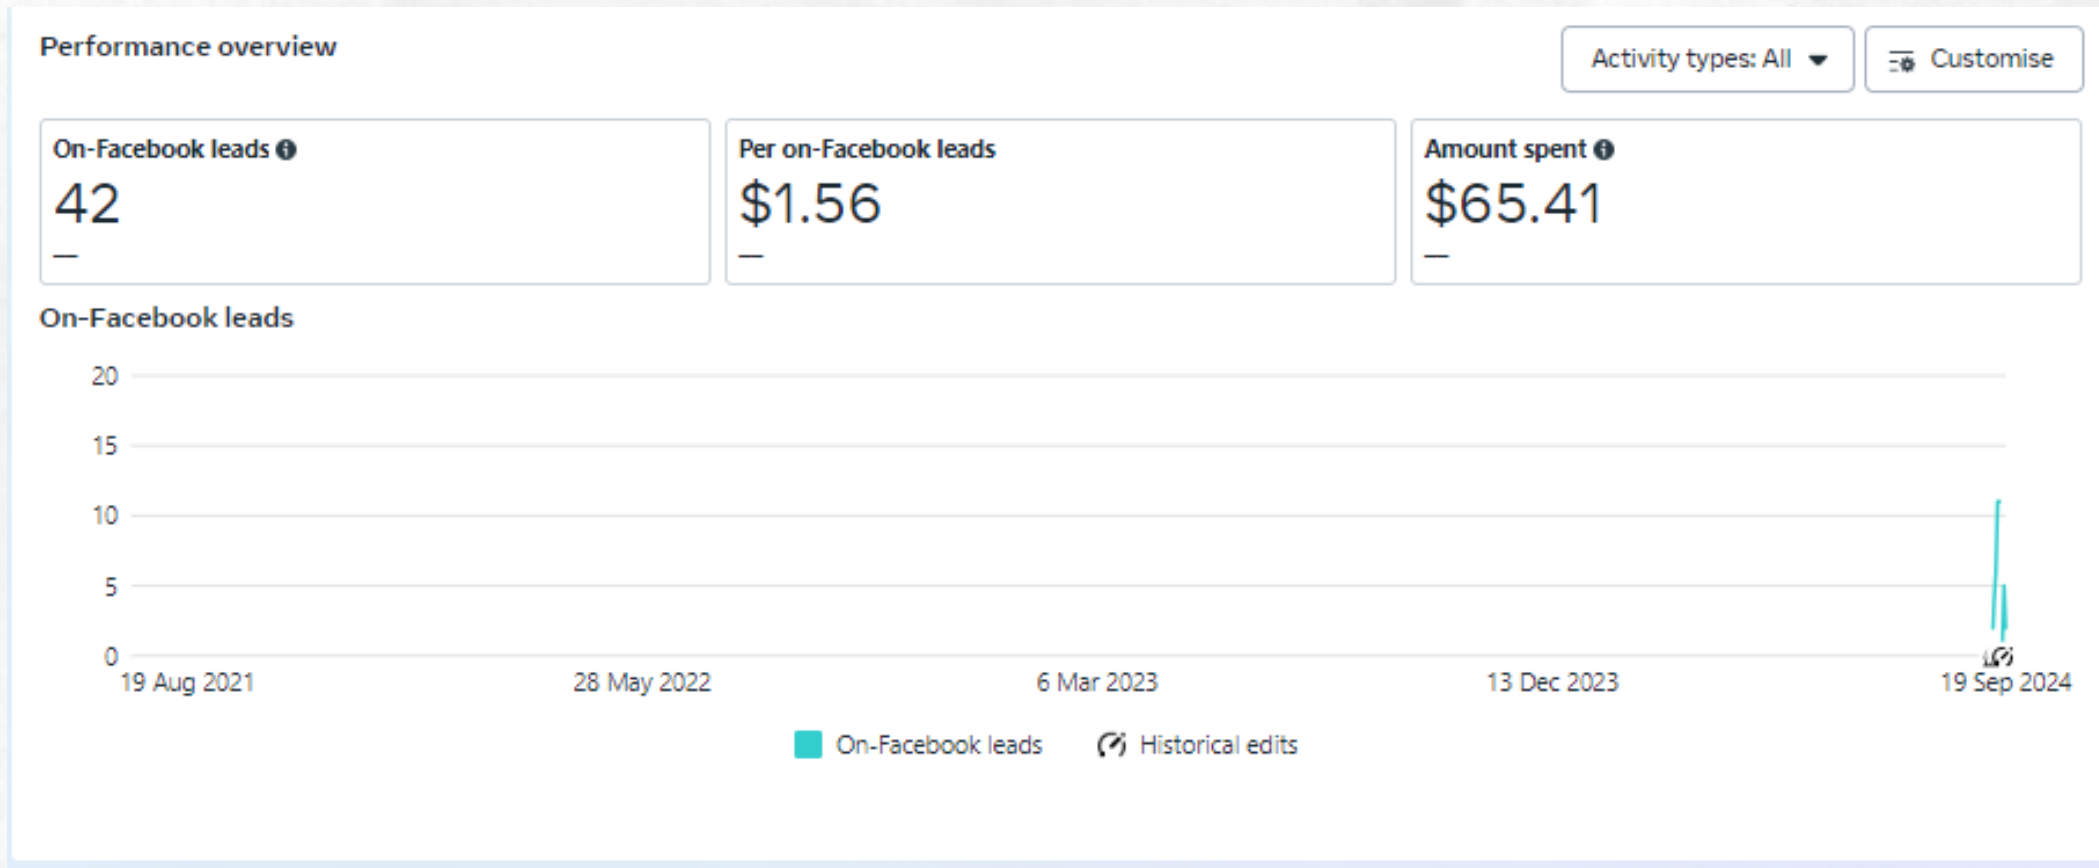 Performance overview
Activity types: All
Customise
On-Facebook leads
42
—
Per on-Facebook leads
$1.56
—
Amount spent
$65.41
—
On-Facebook leads
20
15
10
5
0
19 Aug 2021 28 May 2022 6 Mar 2023 13 Dec 2023 19 Sep 2024
On-Facebook leads Historical edits